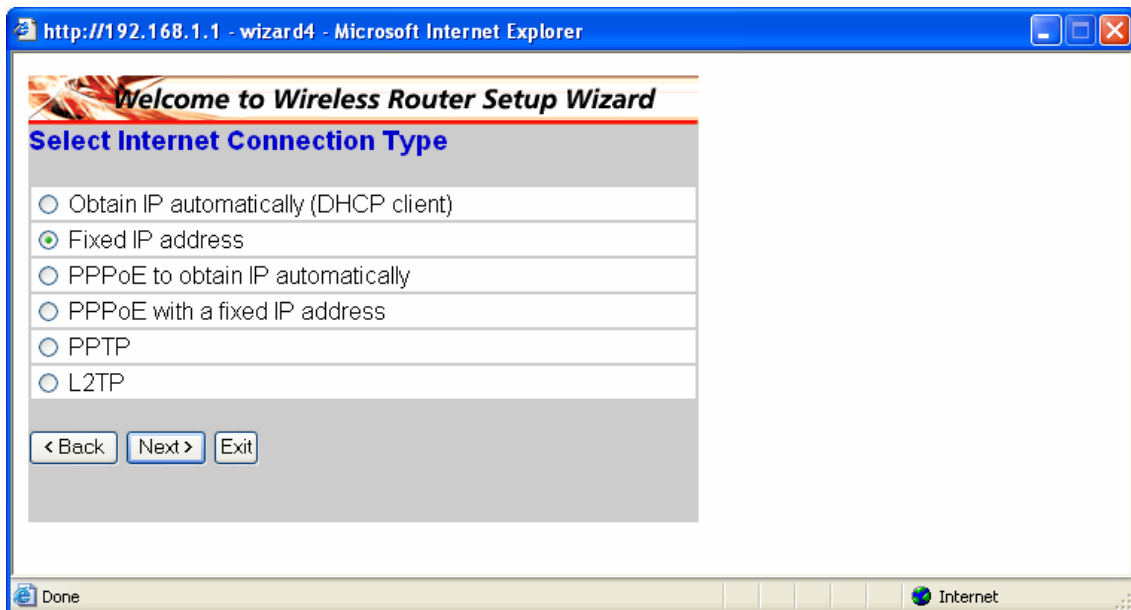 http://192.168.1.1 - wizard4 - Microsoft Internet Explorer
Welcome to Wireless Router Setup Wizard
Select Internet Connection Type
Obtain IP automatically (DHCP client)
Fixed IP address
PPPoE to obtain IP automatically
PPPoE with a fixed IP address
PPTP
L2TP
< Back Next > Exit
Done Internet